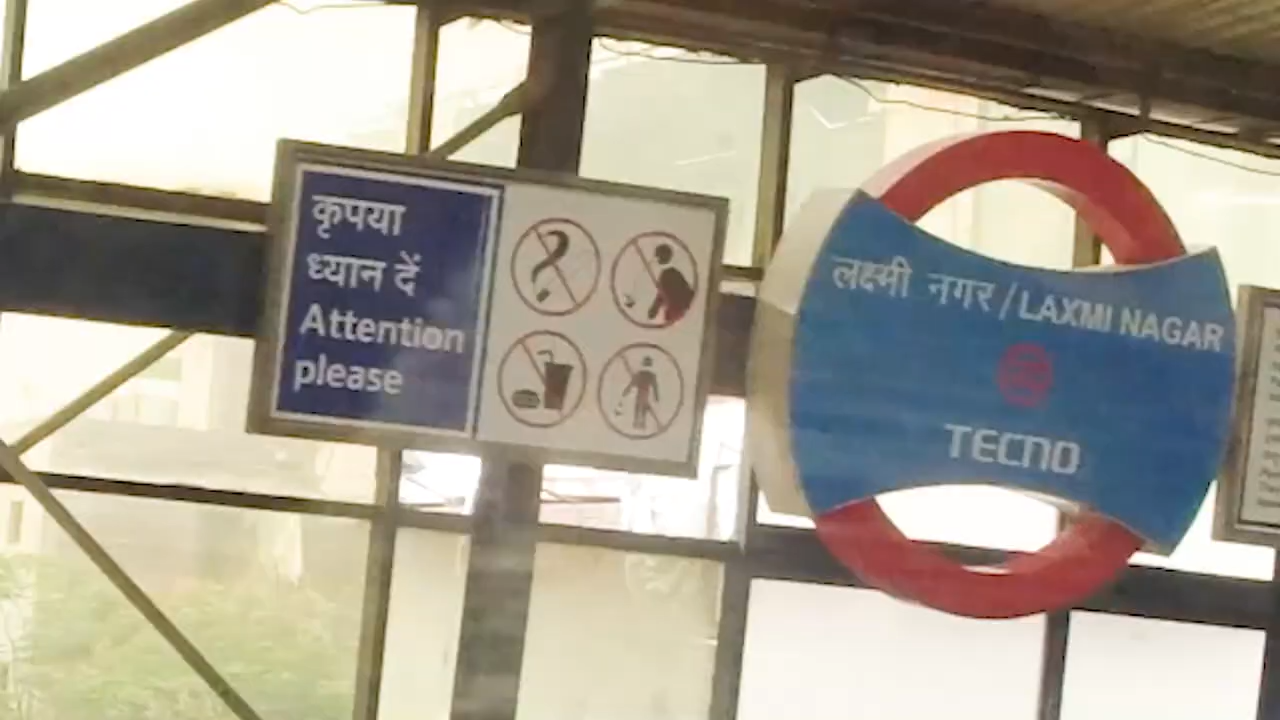 कृपया
ध्यान दें
Attention
please
लक्ष्मी नगर / LAXMI NAGAR
TECNO